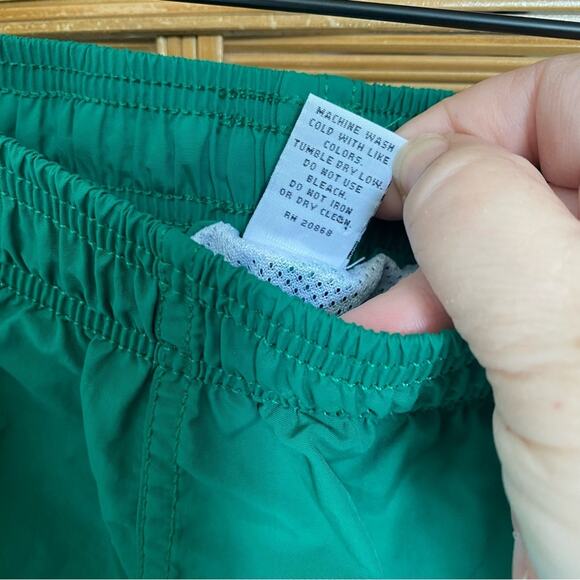 MACHINE WASH
COLD WITH LIKE
COLORS.
TUMBLE DRY LOW.
DO NOT USE
BLEACH.
DO NOT IRON
OR DRY CLEAN.
RN 20868